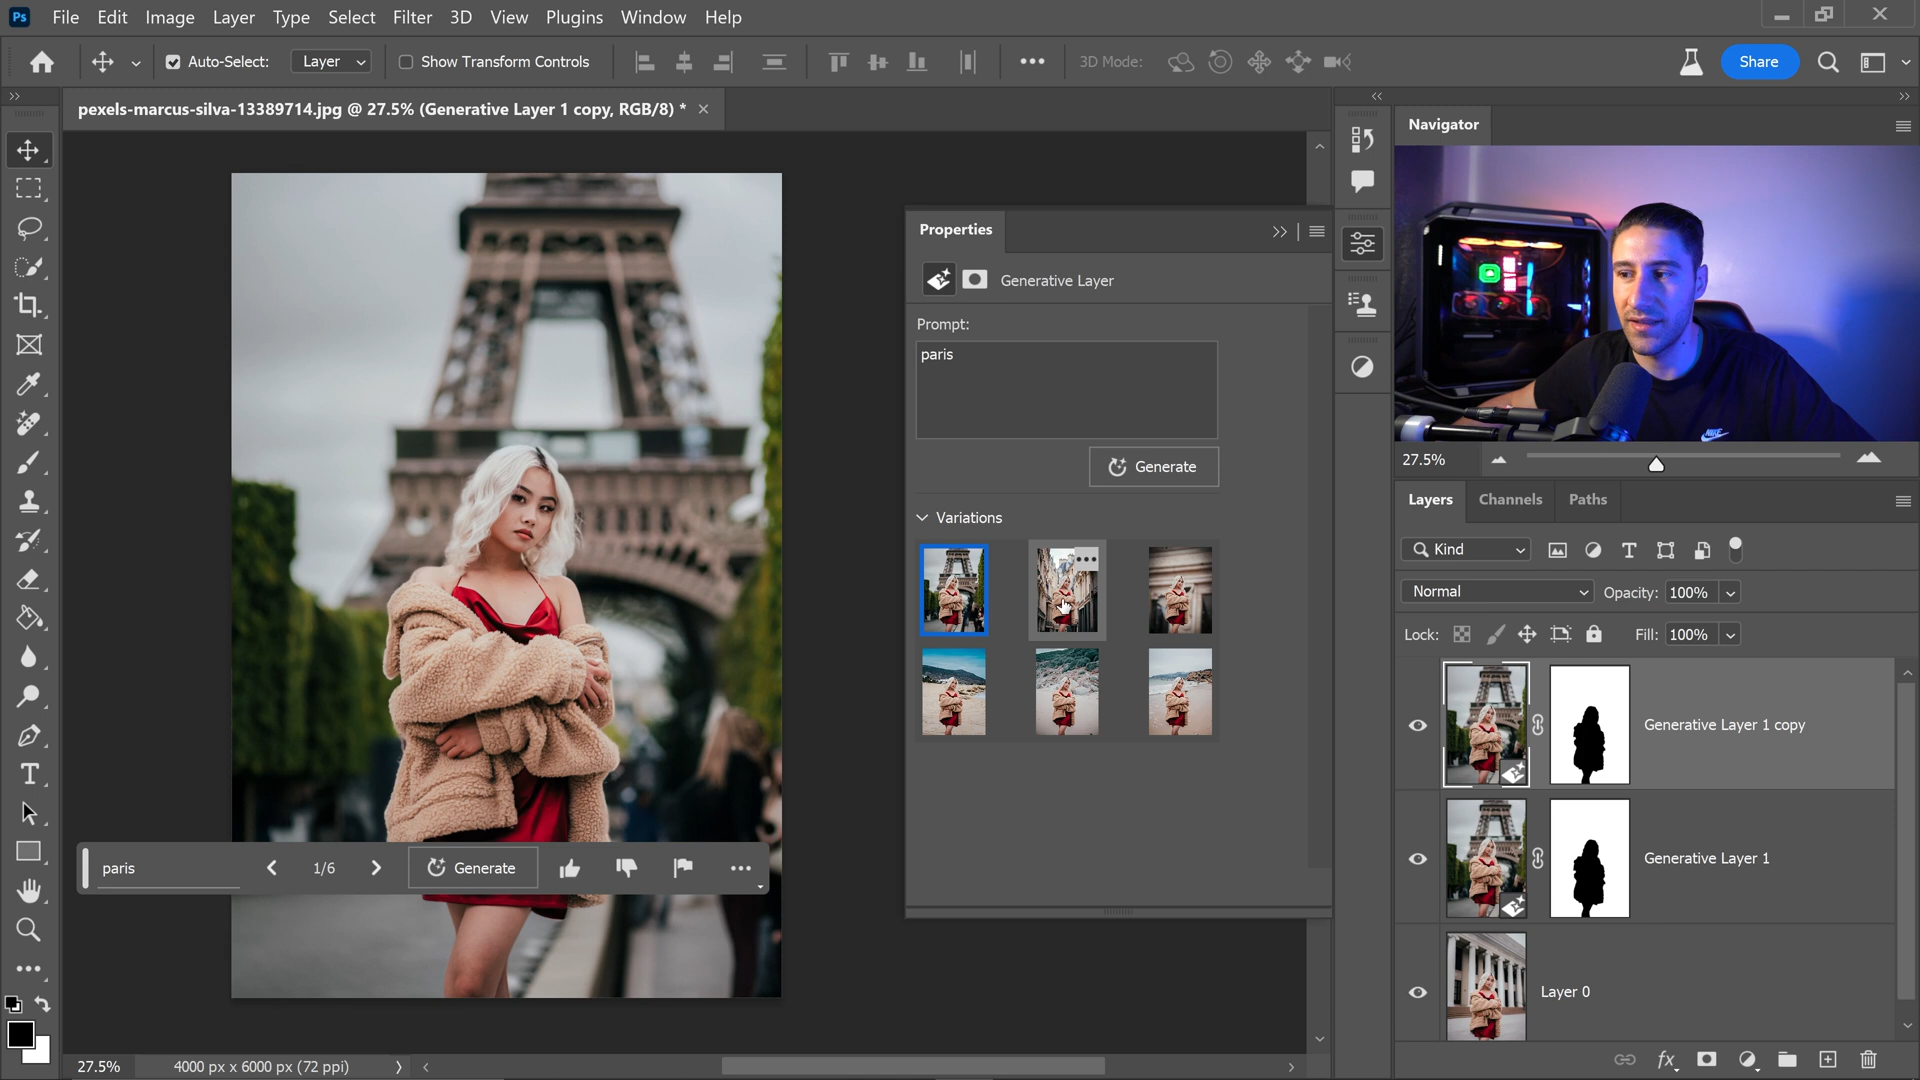 Ps File Edit Image Layer Type Select Filter 3D View Plugins Window Help
Auto-Select: Layer Show Transform Controls 3D Mode: Share
pexels-marcus-silva-13389714.jpg @ 27.5% (Generative Layer 1 copy, RGB/8) *
Properties
Generative Layer
Prompt:
paris
Generate
Variations
paris 1/6 Generate
27.5% 4000 px x 6000 px (72 ppi)
Navigator
NIKE
27.5%
Layers Channels Paths
Kind
Normal Opacity: 100%
Lock: Fill: 100%
Generative Layer 1 copy
Generative Layer 1
Layer 0
fx